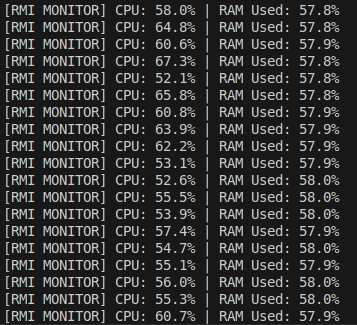 [RMI MONITOR] CPU: 58.0% | RAM Used: 57.8%
[RMI MONITOR] CPU: 64.8% | RAM Used: 57.8%
[RMI MONITOR] CPU: 60.6% | RAM Used: 57.9%
[RMI MONITOR] CPU: 67.3% | RAM Used: 57.8%
[RMI MONITOR] CPU: 52.1% | RAM Used: 57.8%
[RMI MONITOR] CPU: 65.8% | RAM Used: 57.8%
[RMI MONITOR] CPU: 60.8% | RAM Used: 57.9%
[RMI MONITOR] CPU: 63.9% | RAM Used: 57.9%
[RMI MONITOR] CPU: 62.2% | RAM Used: 57.9%
[RMI MONITOR] CPU: 53.1% | RAM Used: 57.9%
[RMI MONITOR] CPU: 52.6% | RAM Used: 58.0%
[RMI MONITOR] CPU: 55.5% | RAM Used: 58.0%
[RMI MONITOR] CPU: 53.9% | RAM Used: 58.0%
[RMI MONITOR] CPU: 57.4% | RAM Used: 57.9%
[RMI MONITOR] CPU: 54.7% | RAM Used: 58.0%
[RMI MONITOR] CPU: 55.1% | RAM Used: 57.9%
[RMI MONITOR] CPU: 56.0% | RAM Used: 58.0%
[RMI MONITOR] CPU: 55.3% | RAM Used: 58.0%
[RMI MONITOR] CPU: 60.7% | RAM Used: 57.9%